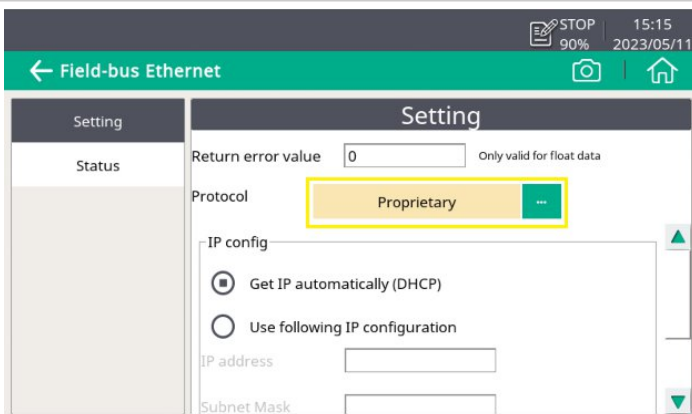 STOP 15:15
90% 2023/05/11
Field-bus Ethernet
Setting
Status
Setting
Return error value 0 Only valid for float data
Protocol Proprietary ...
IP config
Get IP automatically (DHCP)
Use following IP configuration
IP address
Subnet Mask